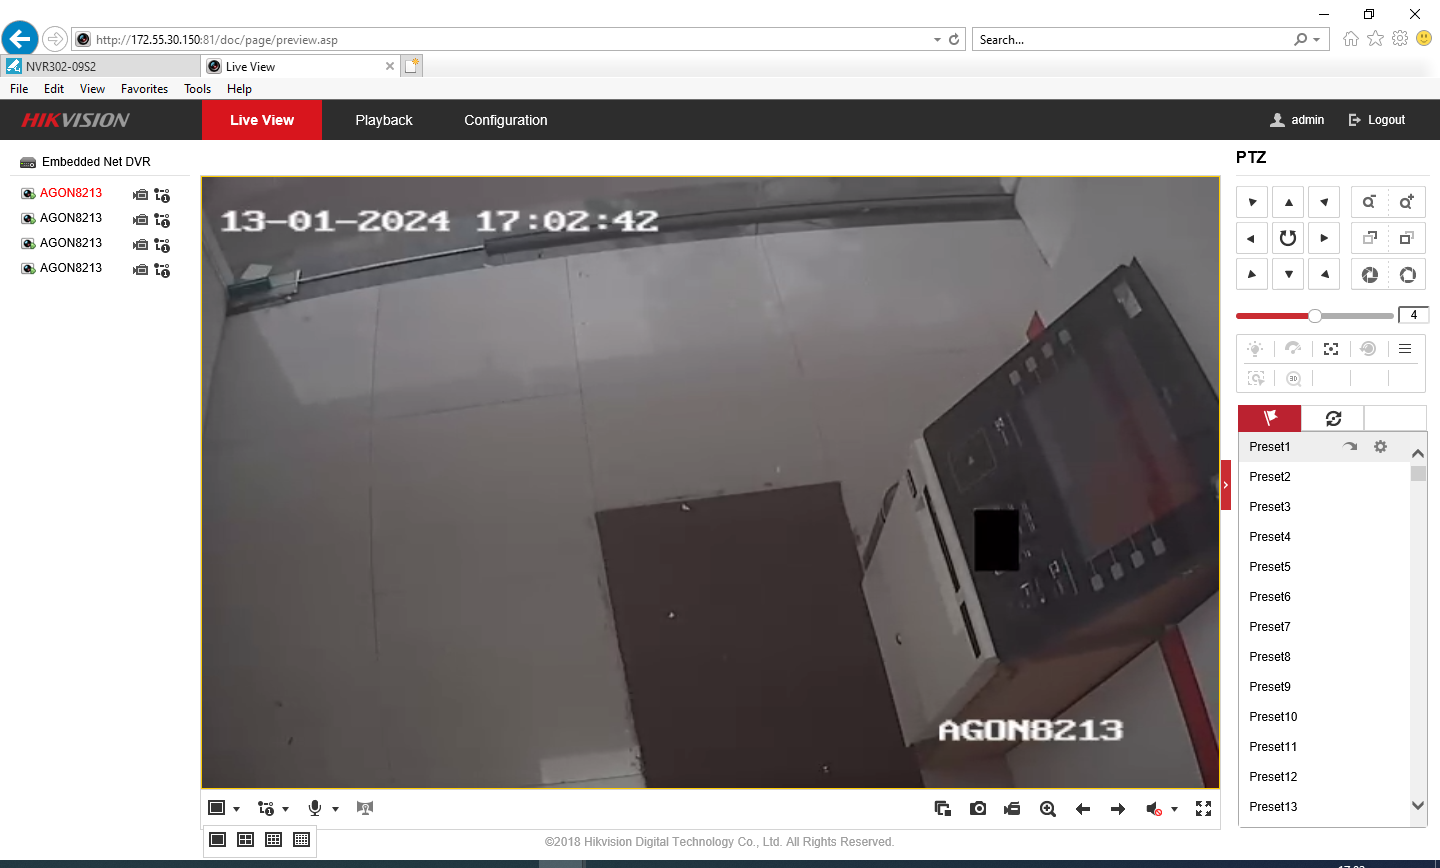 http://172.55.30.150:81/doc/page/preview.asp
Search...
NVR302-09S2
Live View
File Edit View Favorites Tools Help
HIKVISION
Live View
Playback
Configuration
admin
Logout
Embedded Net DVR
AGON8213
AGON8213
AGON8213
AGON8213
13-01-2024 17:02:42
AGON8213
PTZ
4
3D
Preset1
Preset2
Preset3
Preset4
Preset5
Preset6
Preset7
Preset8
Preset9
Preset10
Preset11
Preset12
Preset13
©2018 Hikvision Digital Technology Co., Ltd. All Rights Reserved.